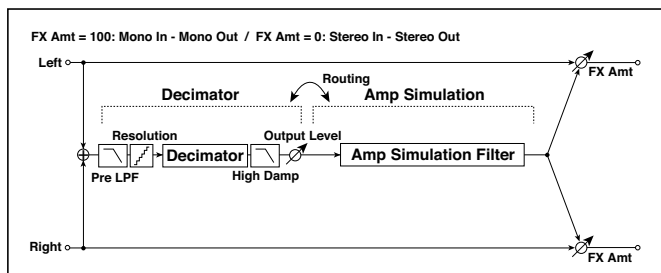 FX Amt = 100: Mono In - Mono Out / FX Amt = 0: Stereo In - Stereo Out
Left
FX Amt
Routing
Decimator
Amp Simulation
Resolution
Output Level
Decimator
Amp Simulation Filter
Pre LPF
High Damp
Right
FX Amt